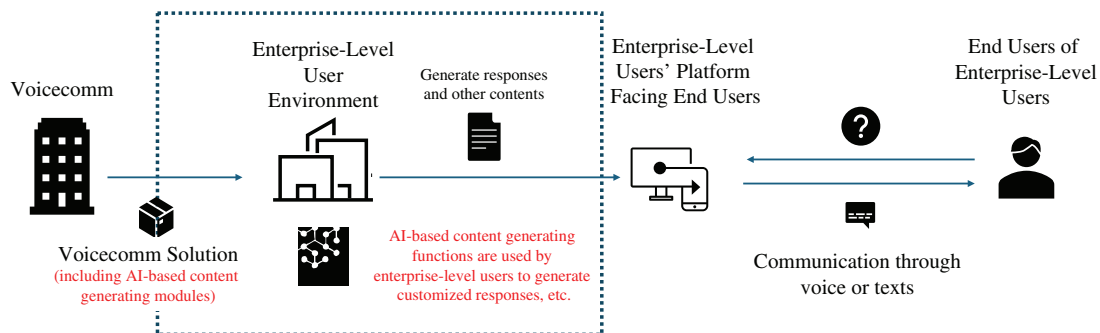 Voicecomm
Voicecomm Solution
(including AI-based content
generating modules)
Enterprise-Level
User
Environment
Generate responses
and other contents
AI-based content generating
functions are used by
enterprise-level users to generate
customized responses, etc.
Enterprise-Level
Users’ Platform
Facing End Users
?
Communication through
voice or texts
End Users of
Enterprise-Level
Users